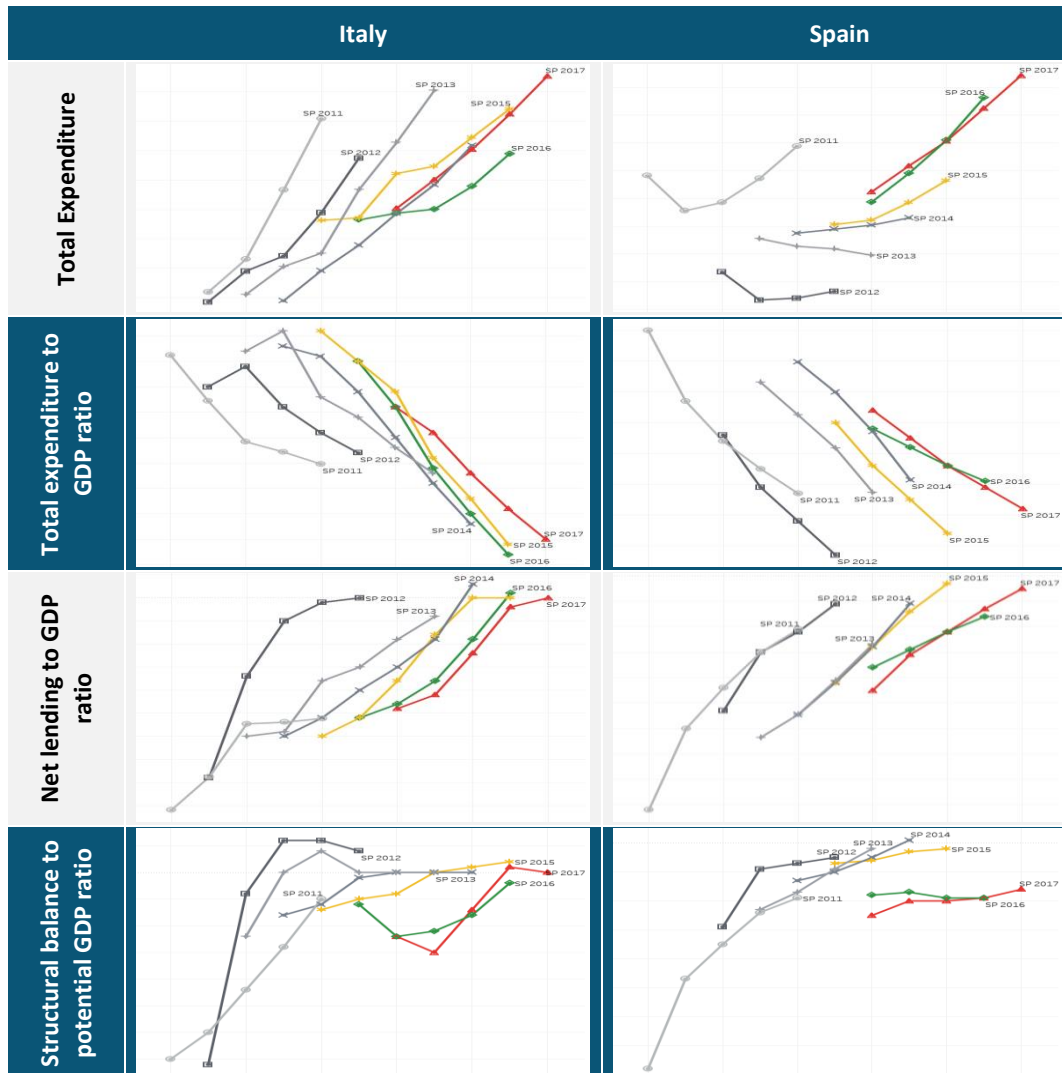 Italy
Spain
Total Expenditure
SP 2011
SP 2012
SP 2013
SP 2015
SP 2016
SP 2017
SP 2011
SP 2012
SP 2013
SP 2014
SP 2015
SP 2016
SP 2017
Total expenditure to
GDP ratio
SP 2011
SP 2012
SP 2014
SP 2015
SP 2016
SP 2017
SP 2011
SP 2012
SP 2013
SP 2014
SP 2015
SP 2016
SP 2017
Net lending to GDP
ratio
SP 2012
SP 2013
SP 2014
SP 2016
SP 2017
SP 2011
SP 2012
SP 2013
SP 2014
SP 2015
SP 2016
SP 2017
Structural balance to
potential GDP ratio
SP 2011
SP 2012
SP 2013
SP 2015
SP 2016
SP 2017
SP 2011
SP 2012
SP 2013
SP 2014
SP 2015
SP 2016
SP 2017